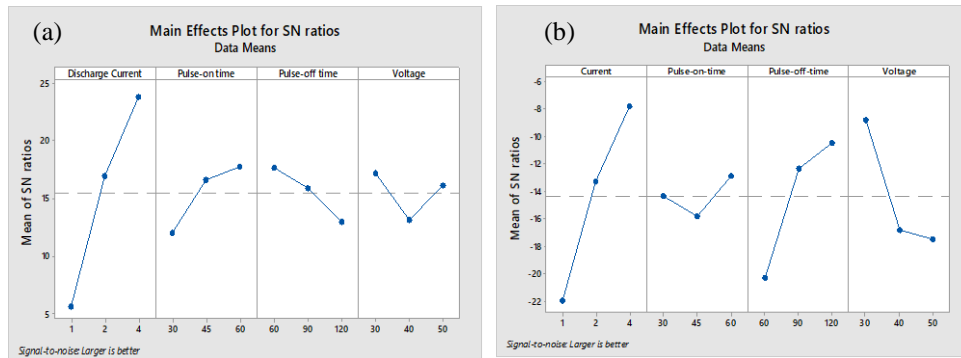 (a)
Main Effects Plot for SN ratios
Data Means
Discharge Current Pulse-on time Pulse-off time Voltage
Mean of SN ratios
25
20
15
10
5
1 2 4 30 45 60 60 90 120 30 40 50
Signal-to-noise: Larger is better
(b)
Main Effects Plot for SN ratios
Data Means
Current Pulse-on-time Pulse-off-time Voltage
Mean of SN ratios
-6
-8
-10
-12
-14
-16
-18
-20
-22
1 2 4 30 45 60 60 90 120 30 40 50
Signal-to-noise: Larger is better